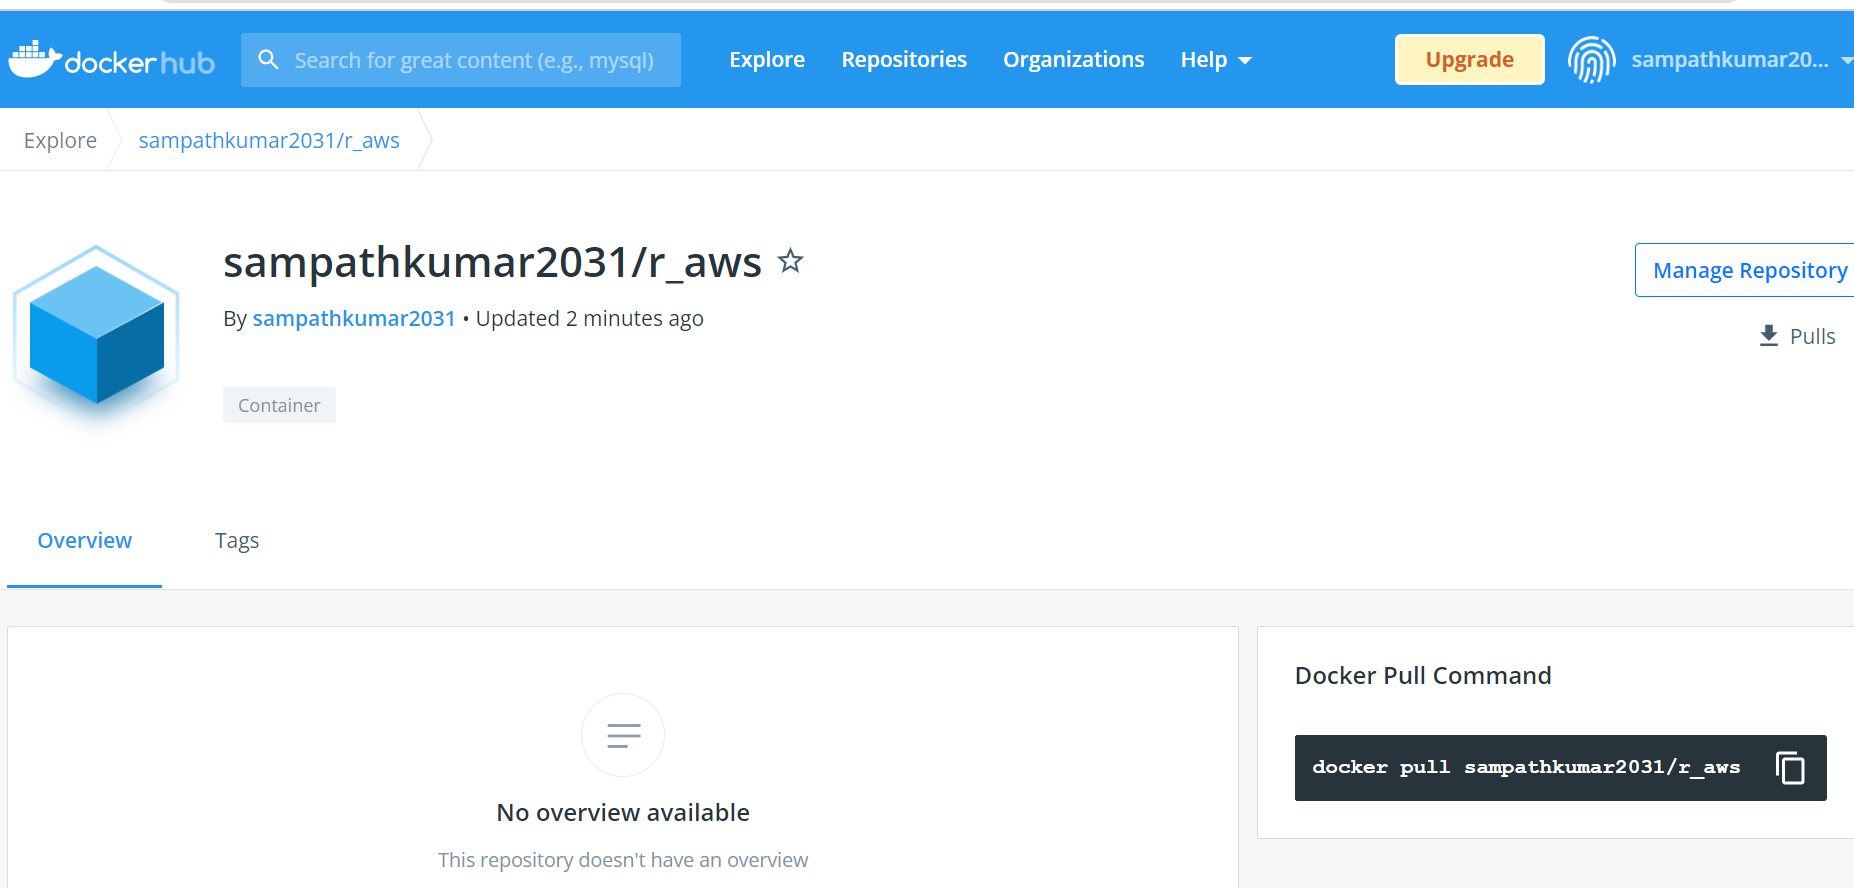 dockerhub
Search for great content (e.g., mysql)
Explore
Repositories
Organizations
Help
Upgrade
sampathkumar20...
Explore
sampathkumar2031/r_aws
sampathkumar2031/r_aws
Manage Repository
By sampathkumar2031 • Updated 2 minutes ago
Pulls
Container
Overview
Tags
Docker Pull Command
docker pull sampathkumar2031/r_aws
No overview available
This repository doesn't have an overview